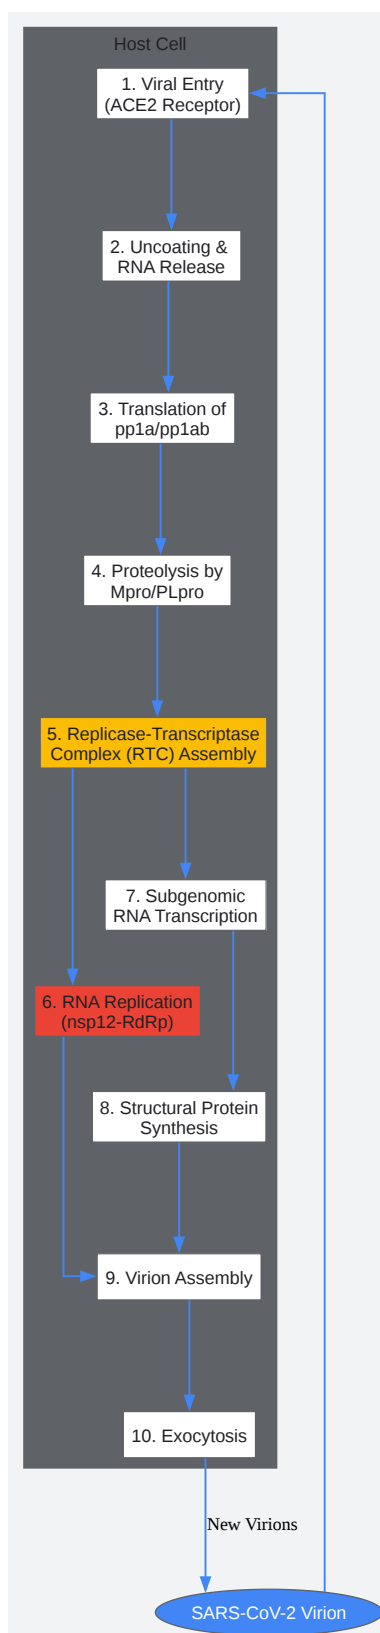 Host Cell
1. Viral Entry
(ACE2 Receptor)
2. Uncoating &
RNA Release
3. Translation of
pp1a/pp1ab
4. Proteolysis by
Mpro/PLpro
5. Replicase-Transcriptase
Complex (RTC) Assembly
7. Subgenomic
RNA Transcription
6. RNA Replication
(nsp12-RdRp)
8. Structural Protein
Synthesis
9. Virion Assembly
10. Exocytosis
New Virions
SARS-CoV-2 Virion